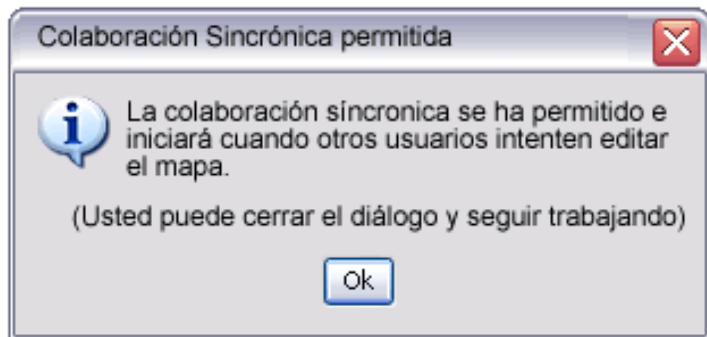 Colaboración Sincrónica permitida
La colaboración síncronica se ha permitido e
iniciará cuando otros usuarios intenten editar
el mapa.
(Usted puede cerrar el diálogo y seguir trabajando)
Ok